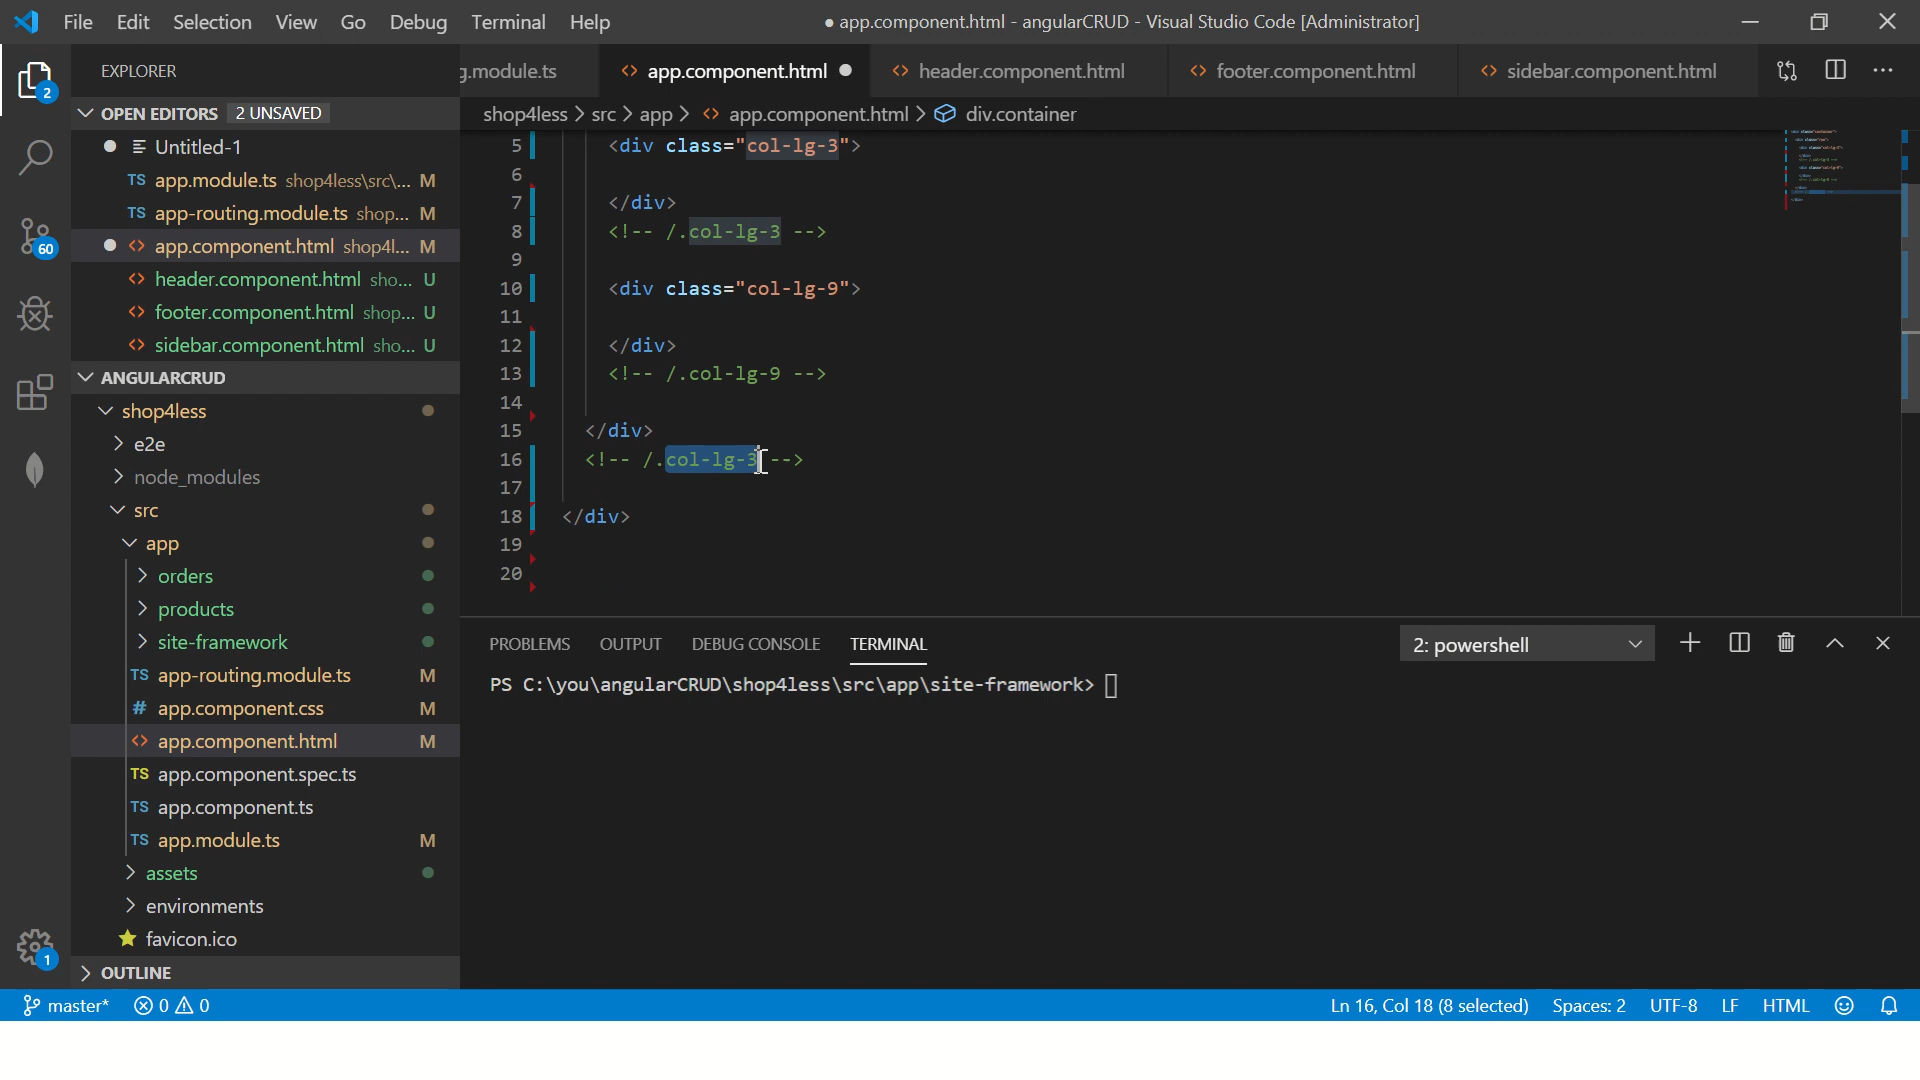 File Edit Selection View Go Debug Terminal Help
● app.component.html - angularCRUD - Visual Studio Code [Administrator]
EXPLORER
g.module.ts
<> app.component.html
<> header.component.html
<> footer.component.html
<> sidebar.component.html
2
OPEN EDITORS 2 UNSAVED
shop4less > src > app > <> app.component.html > div.container
Untitled-1
TS app.module.ts shop4less\src\... M
TS app-routing.module.ts shop... M
<> app.component.html shop4l... M
<> header.component.html sho... U
<> footer.component.html shop... U
<> sidebar.component.html sho... U
60
ANGULARCRUD
shop4less
e2e
node_modules
src
app
orders
products
site-framework
TS app-routing.module.ts M
# app.component.css M
<> app.component.html M
TS app.component.spec.ts
TS app.component.ts
TS app.module.ts M
assets
environments
favicon.ico
OUTLINE
1
5 <div class="col-lg-3">
6
7 </div>
8 <!-- /.col-lg-3 -->
9
10 <div class="col-lg-9">
11
12 </div>
13 <!-- /.col-lg-9 -->
14
15 </div>
16 <!-- /.col-lg-3 -->
17
18 </div>
19
20
PROBLEMS OUTPUT DEBUG CONSOLE TERMINAL
2: powershell
PS C:\you\angularCRUD\shop4less\src\app\site-framework>
master* 0 0
Ln 16, Col 18 (8 selected) Spaces: 2 UTF-8 LF HTML